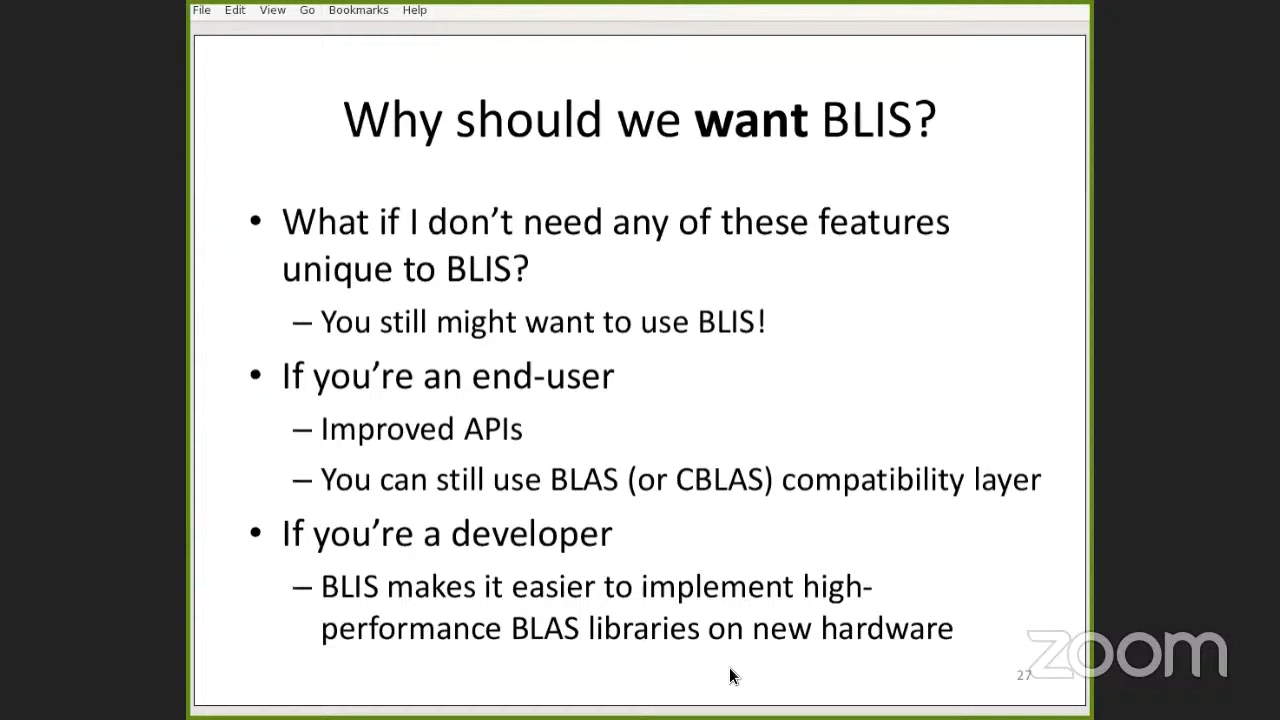 File Edit View Go Bookmarks Help
Why should we want BLIS?
• What if I don’t need any of these features
unique to BLIS?
– You still might want to use BLIS!
• If you’re an end-user
– Improved APIs
– You can still use BLAS (or CBLAS) compatibility layer
• If you’re a developer
– BLIS makes it easier to implement high-
performance BLAS libraries on new hardware
27
zoom